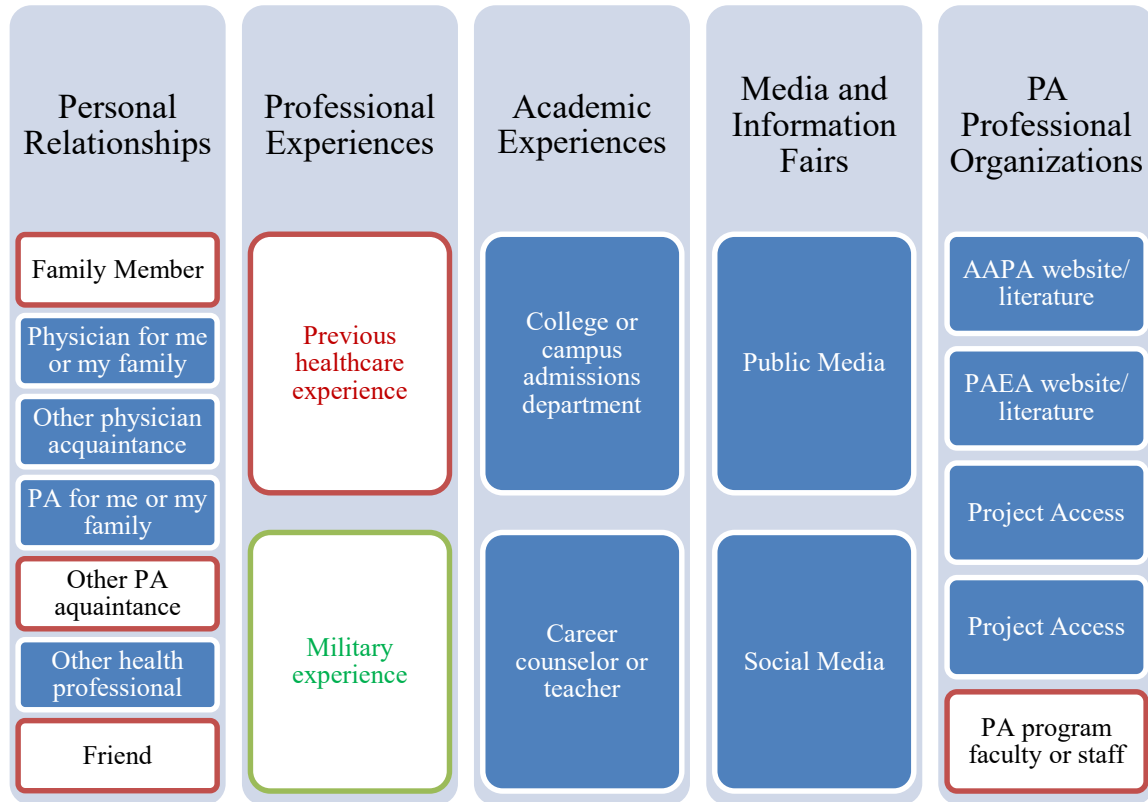 Personal
Relationships
Family Member
Physician for me
or my family
Other physician
acquaintance
PA for me or my
family
Other PA
aquaintance
Other health
professional
Friend
Professional
Experiences
Previous
healthcare
experience
Military
experience
Academic
Experiences
College or
campus
admissions
department
Career
counselor or
teacher
Media and
Information
Fairs
Public Media
Social Media
PA
Professional
Organizations
AAPA website/
literature
PAEA website/
literature
Project Access
Project Access
PA program
faculty or staff